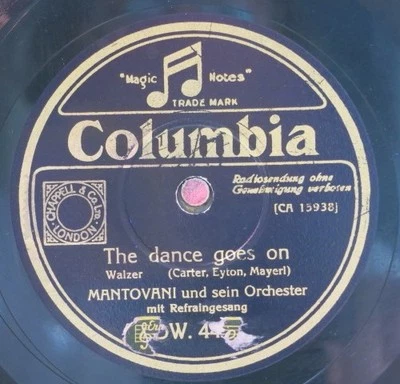 "Magic Notes"
TRADE MARK
Columbia
CHAPPELL & Co Ltd. LONDON.
Radiosendung ohne
Genehmigung verboten
[CA 15938]
The dance goes on
Walzer (Carter, Eyton, Mayerl)
MANTOVANI und sein Orchester
mit Refraingesang